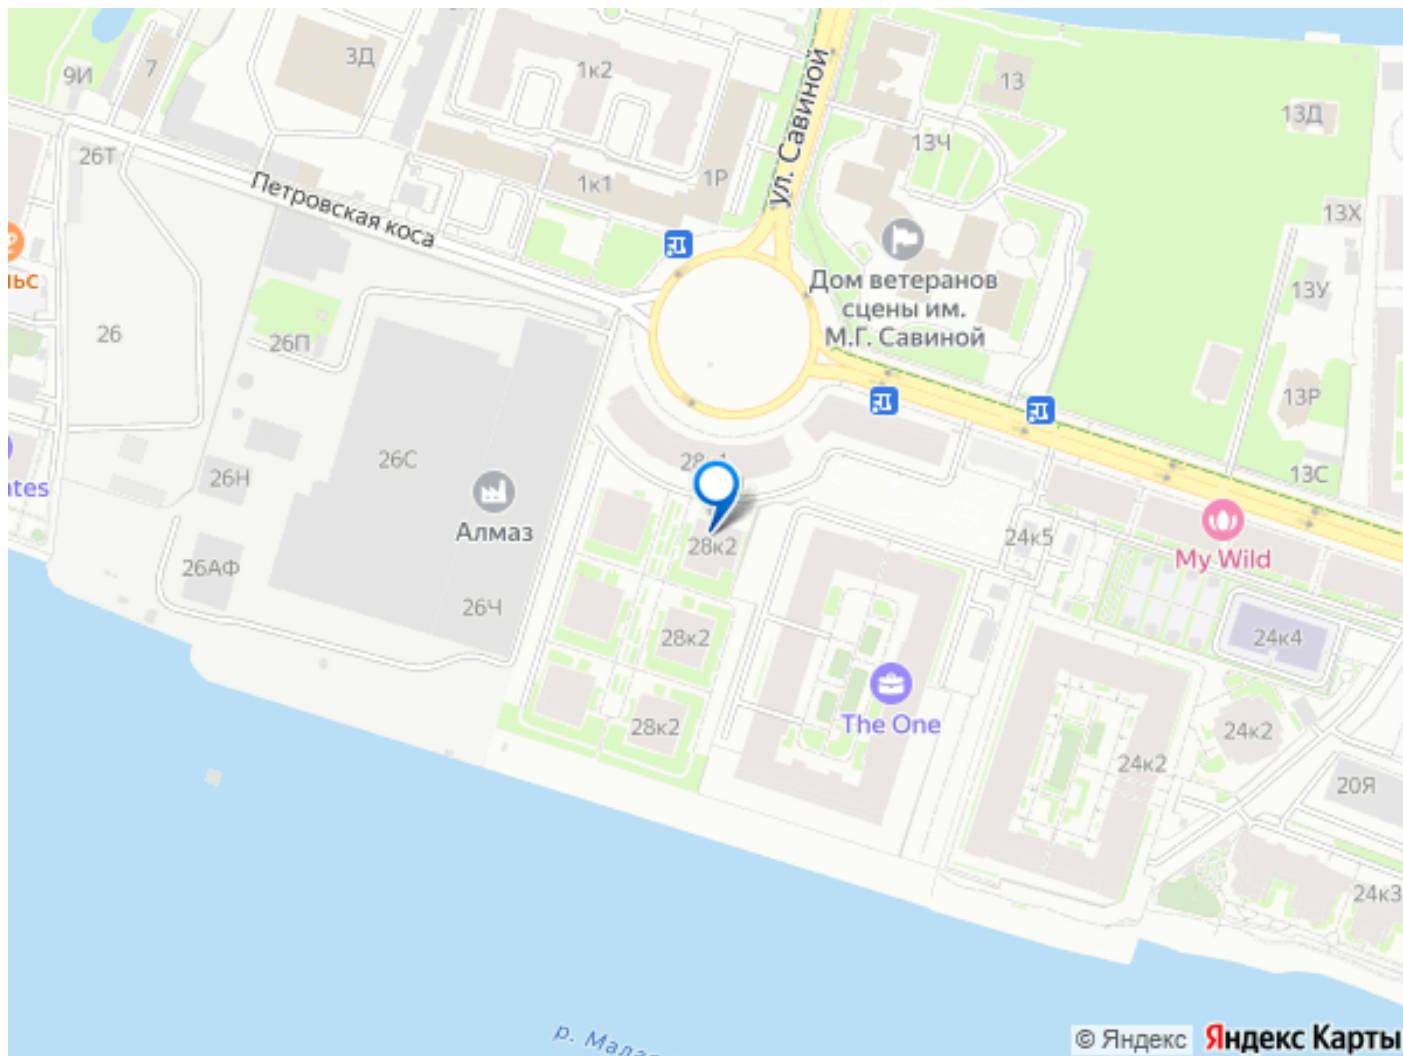 9И
7
3Д
1к2
ул. Савиной
13
13Д
13Ч
26Т
1к1
1Р
Петровская коса
13Х
Дом ветеранов
сцены им.
М.Г. Савиной
13У
26
26П
13Р
26С
13С
26Н
Алмаз
28к2
24к5
My Wild
26АФ
26Ч
28к2
24к4
The One
28к2
24к2
24к2
20Я
24к3
© Яндекс
Яндекс Карты